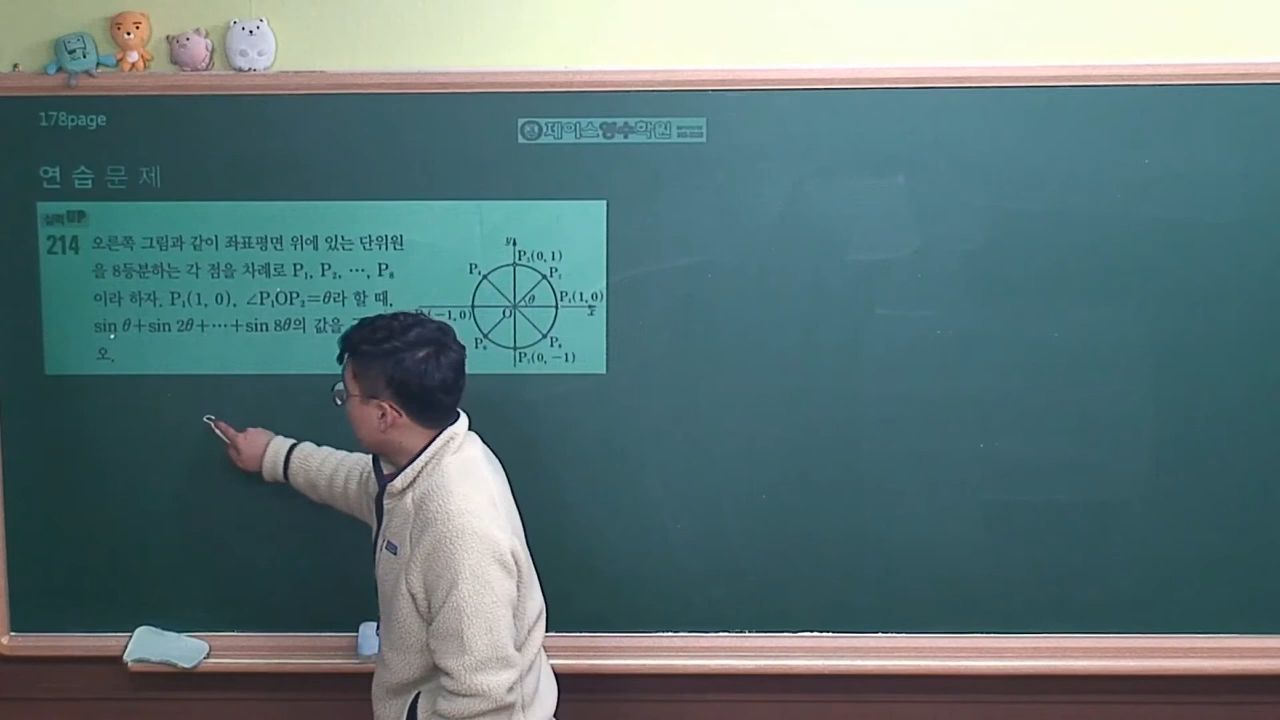 178page
제이스영수학원
연습문제
실력UP
214 오른쪽 그림과 같이 좌표평면 위에 있는 단위원
을 8등분하는 각 점을 차례로 P₁, P₂, ⋯, P₈
이라 하자. P₁(1, 0), ∠P₁OP₂=θ라 할 때,
sin θ+sin 2θ+⋯+sin 8θ의 값을
오.
y
P₃(0, 1)
P₄
P₂
θ
P₁(1, 0)
(−1, 0)
O
x
P₆
P₈
P₇(0, −1)